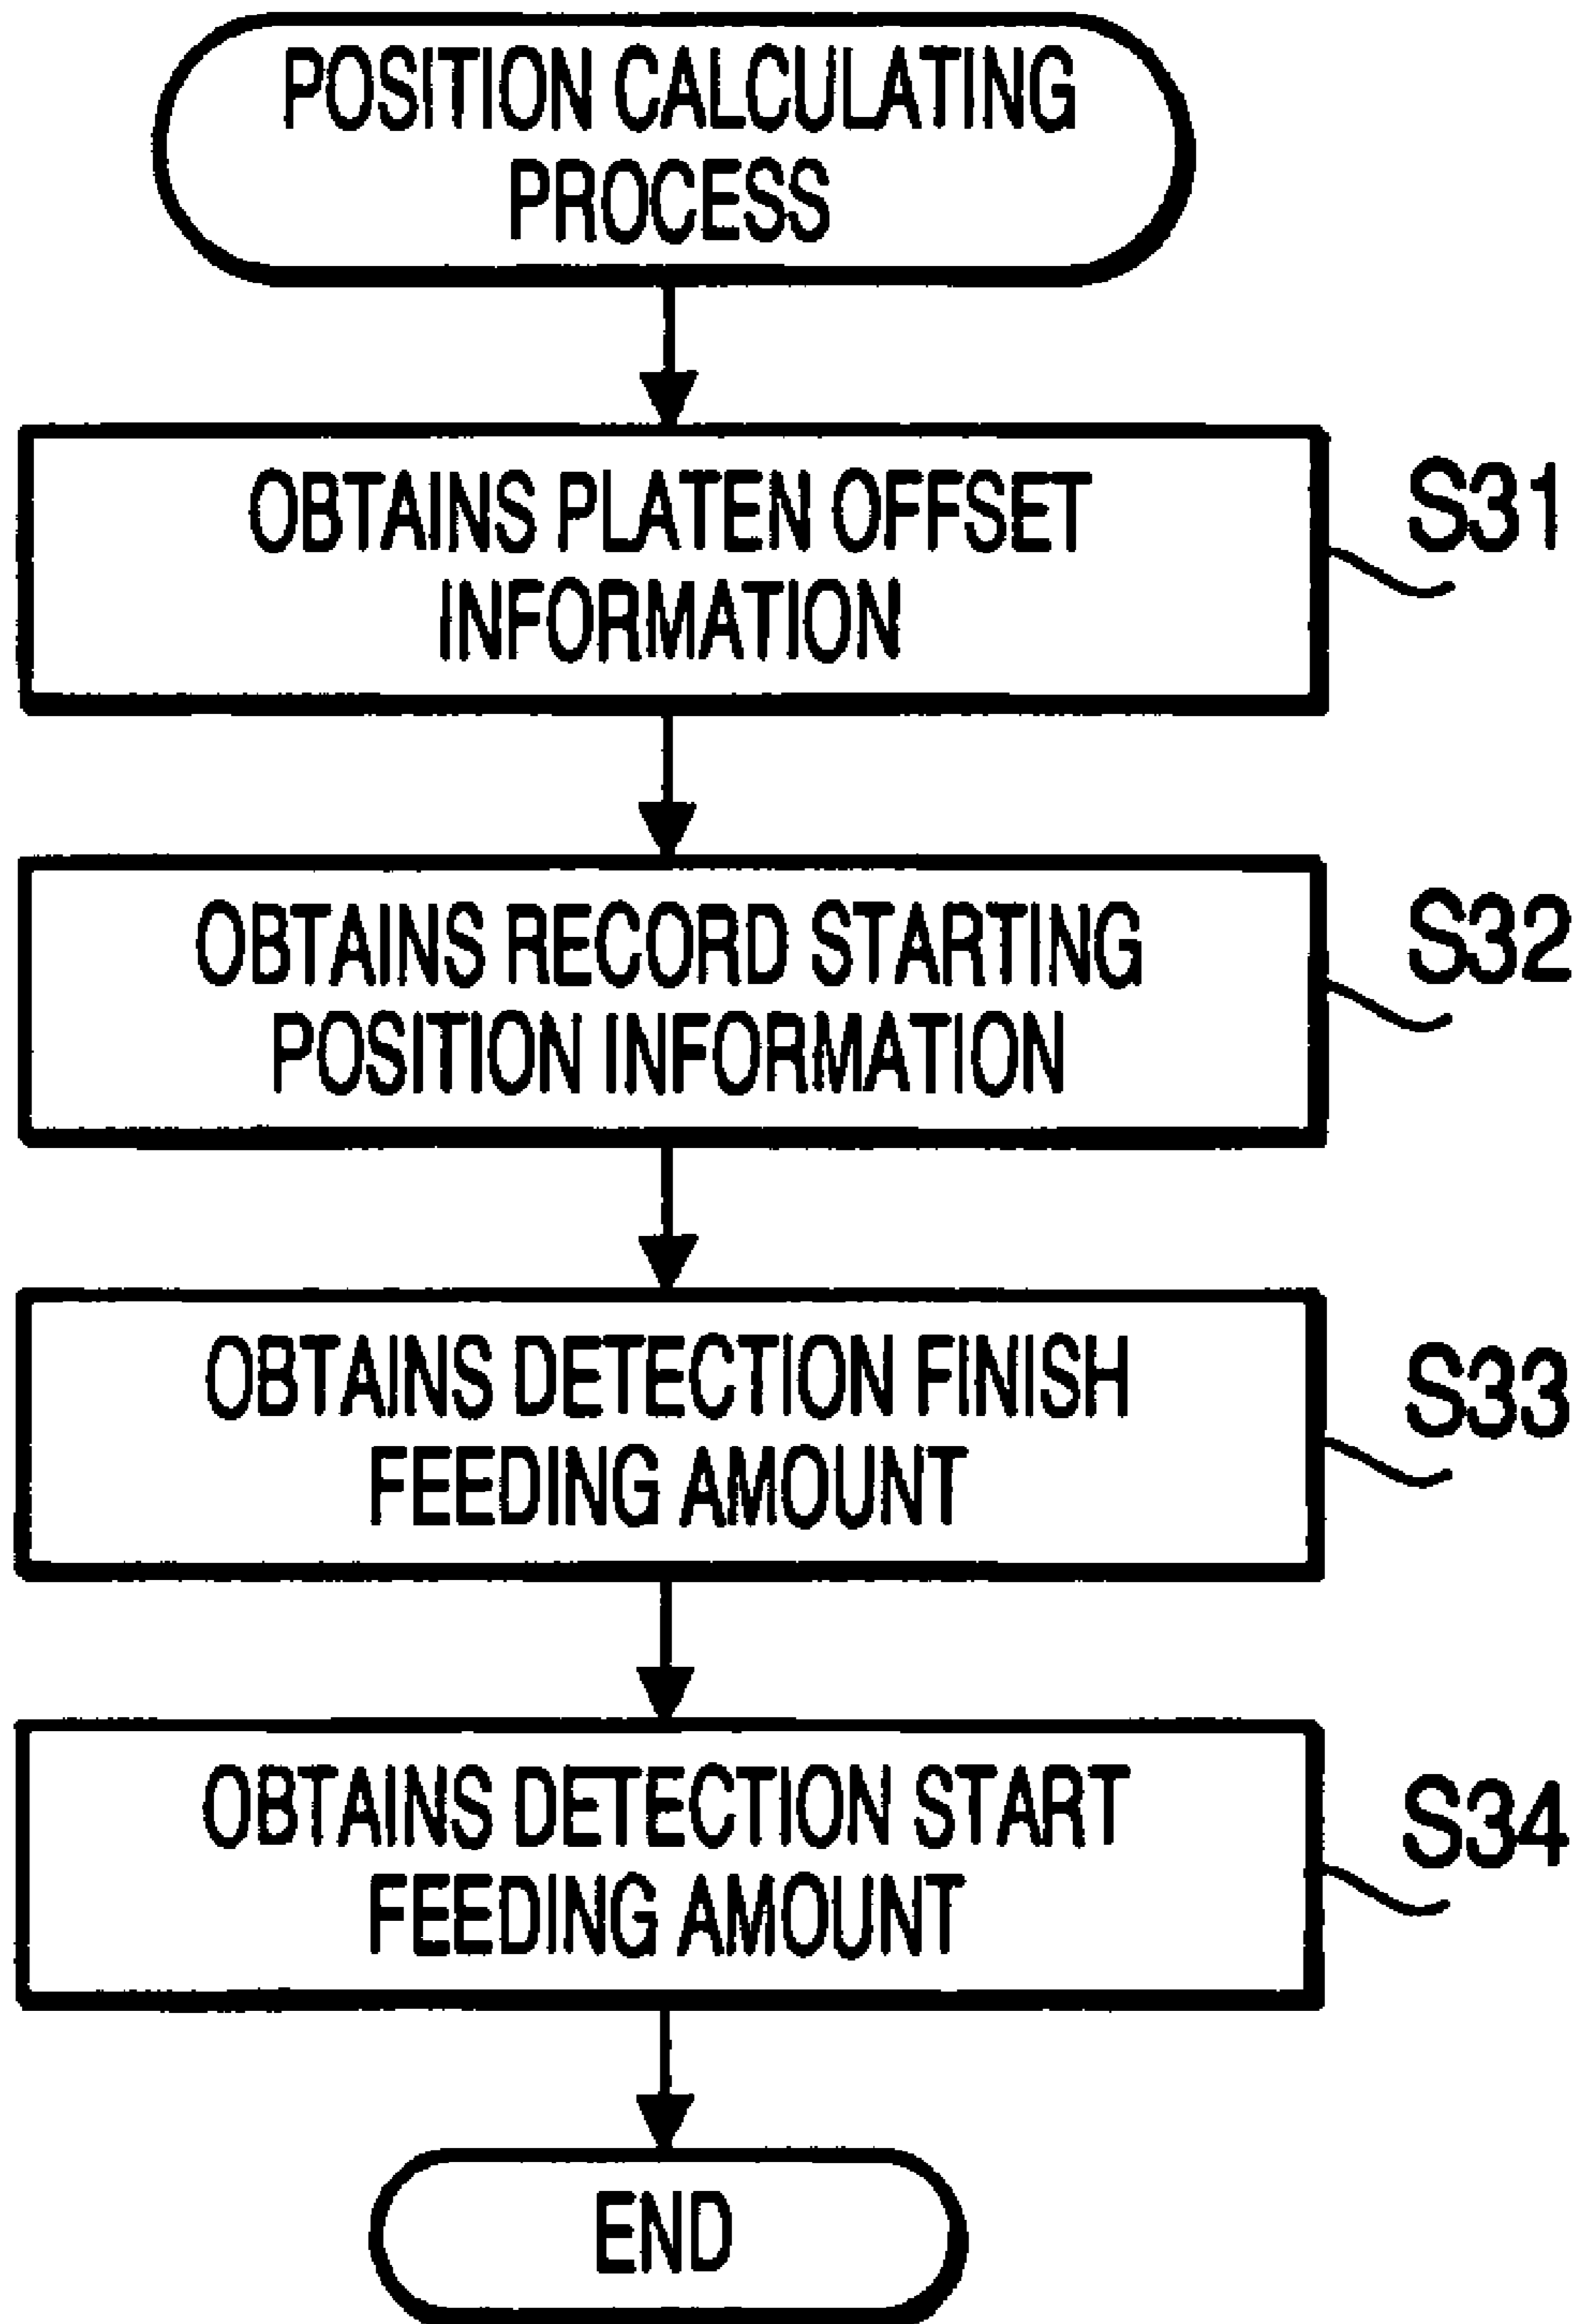 POSITION CALCULATING
PROCESS
OBTAINS PLATEN OFFSET
INFORMATION
S31
OBTAINS RECORD STARTING
POSITION INFORMATION
S32
OBTAINS DETECTION FINISH
FEEDING AMOUNT
S33
OBTAINS DETECTION START
FEEDING AMOUNT
S34
END